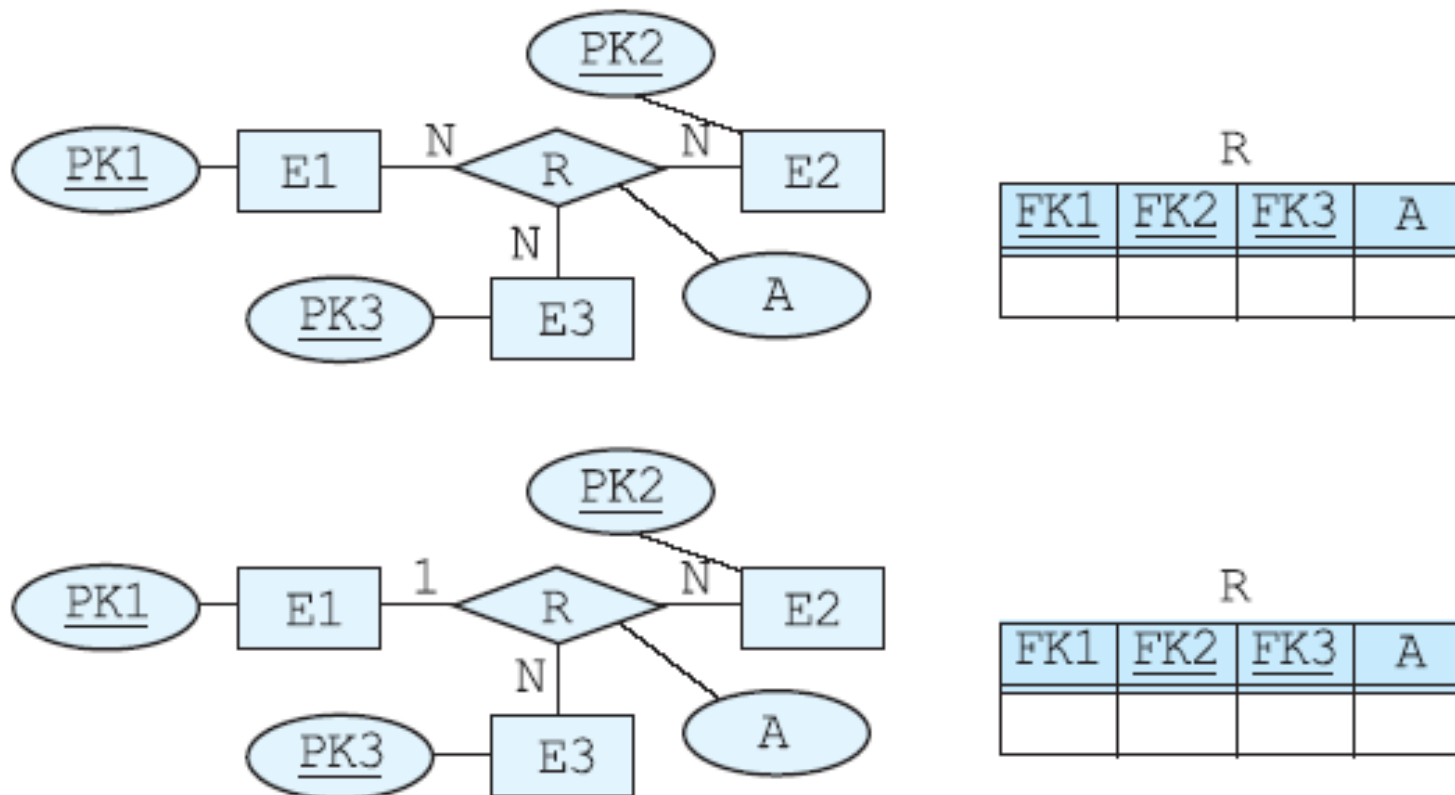 PK2
PK1 E1 N R N E2
N
PK3 E3 A
R
FK1 FK2 FK3 A
PK2
PK1 E1 1 R N E2
N
PK3 E3 A
R
FK1 FK2 FK3 A